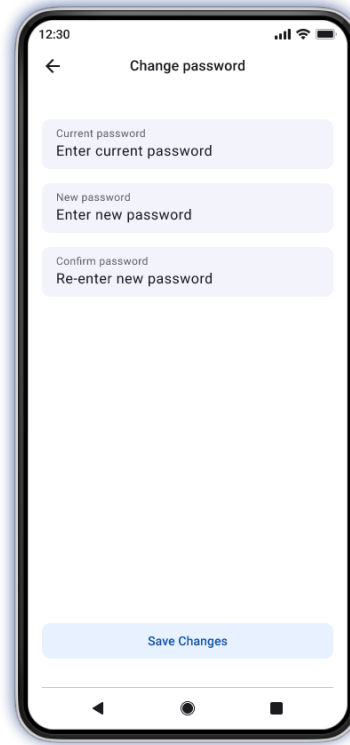 12:30
Change password
Current password
Enter current password
New password
Enter new password
Confirm password
Re-enter new password
Save Changes